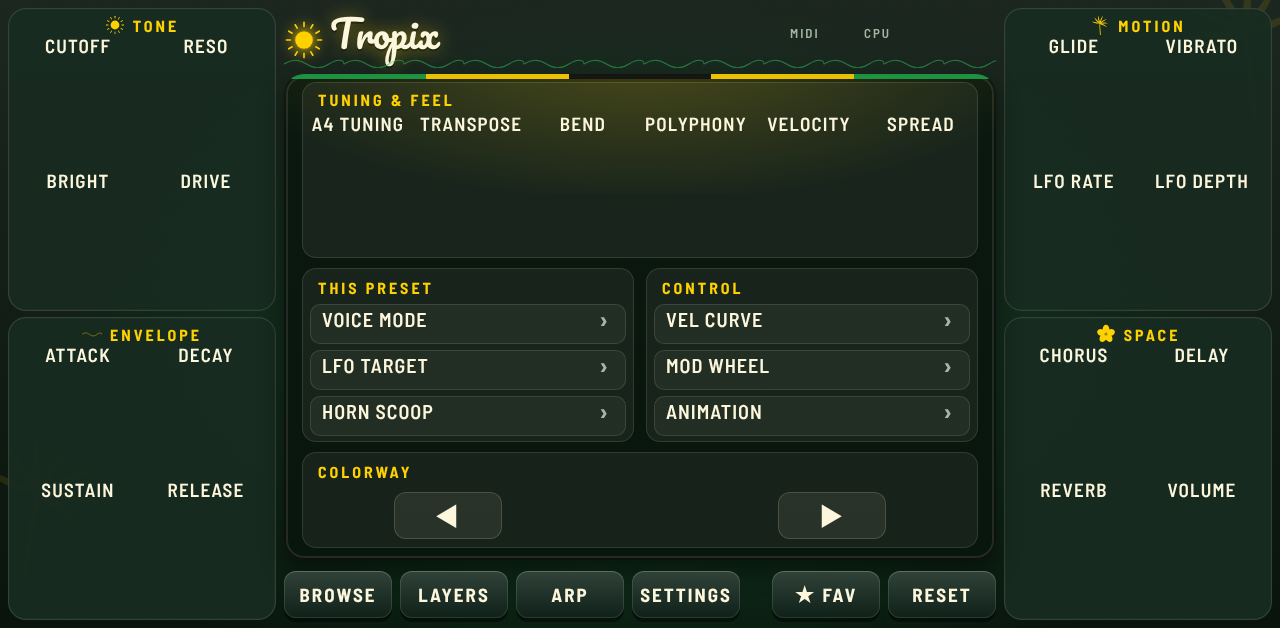 TONE
CUTOFF RESO
BRIGHT DRIVE
ENVELOPE
ATTACK DECAY
SUSTAIN RELEASE
Tropix
MIDI CPU
TUNING & FEEL
A4 TUNING TRANSPOSE BEND POLYPHONY VELOCITY SPREAD
THIS PRESET
VOICE MODE ›
LFO TARGET ›
HORN SCOOP ›
CONTROL
VEL CURVE ›
MOD WHEEL ›
ANIMATION ›
COLORWAY
◀ ▶
BROWSE LAYERS ARP SETTINGS ★ FAV RESET
MOTION
GLIDE VIBRATO
LFO RATE LFO DEPTH
SPACE
CHORUS DELAY
REVERB VOLUME